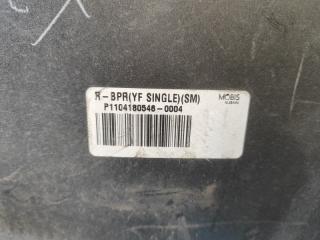 R-BPR(YF SINGLE)(SM)
P1104180546-0004
MOBIS